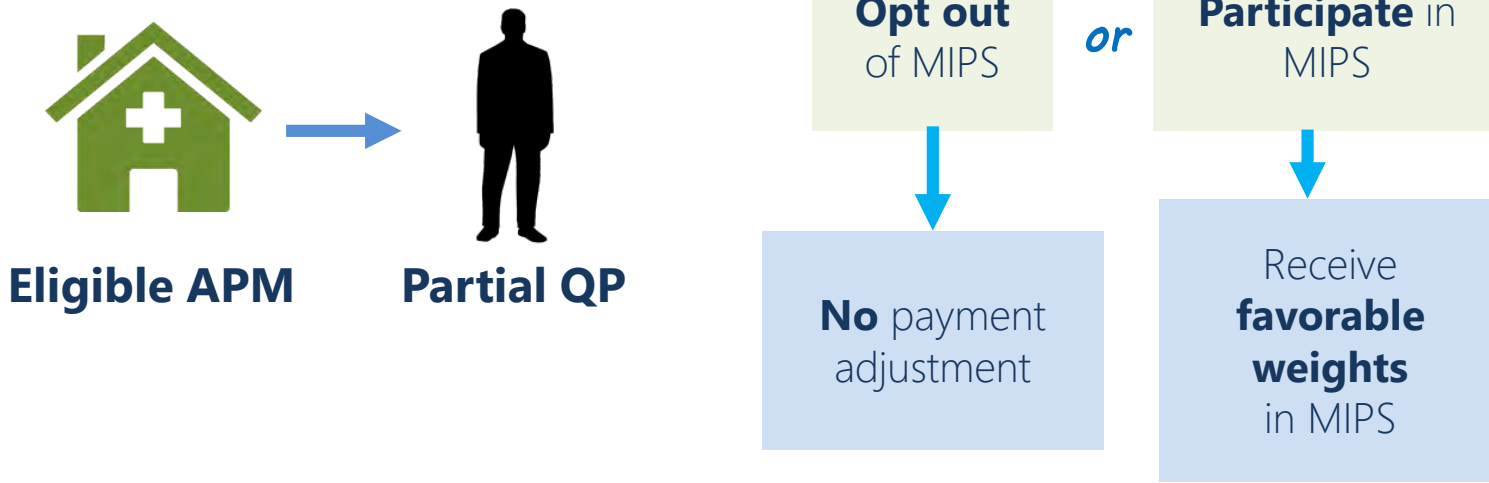 Opt out
of MIPS
or
Participate in
MIPS
Eligible APM
Partial QP
No payment
adjustment
Receive
favorable
weights
in MIPS